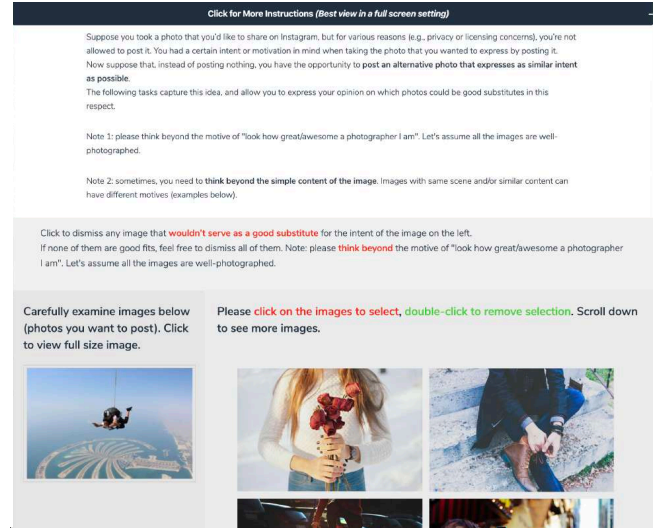 Click for More Instructions (Best view in a full screen setting)
Suppose you took a photo that you'd like to share on Instagram, but for various reasons (e.g., privacy or licensing concerns), you're not
allowed to post it. You had a certain intent or motivation in mind when taking the photo that you wanted to express by posting it.
Now suppose that, instead of posting nothing, you have the opportunity to post an alternative photo that expresses as similar intent
as possible.
The following tasks capture this idea, and allow you to express your opinion on which photos could be good substitutes in this
respect.
Note 1: please think beyond the motive of "look how great/awesome a photographer I am". Let's assume all the images are well-
photographed.
Note 2: sometimes, you need to think beyond the simple content of the image. Images with same scene and/or similar content can
have different motives (examples below).
Click to dismiss any image that wouldn't serve as a good substitute for the intent of the image on the left.
If none of them are good fits, feel free to dismiss all of them. Note: please think beyond the motive of "look how great/awesome a photographer
I am". Let's assume all the images are well-photographed.
Carefully examine images below
(photos you want to post). Click
to view full size image.
Please click on the images to select, double-click to remove selection. Scroll down
to see more images.